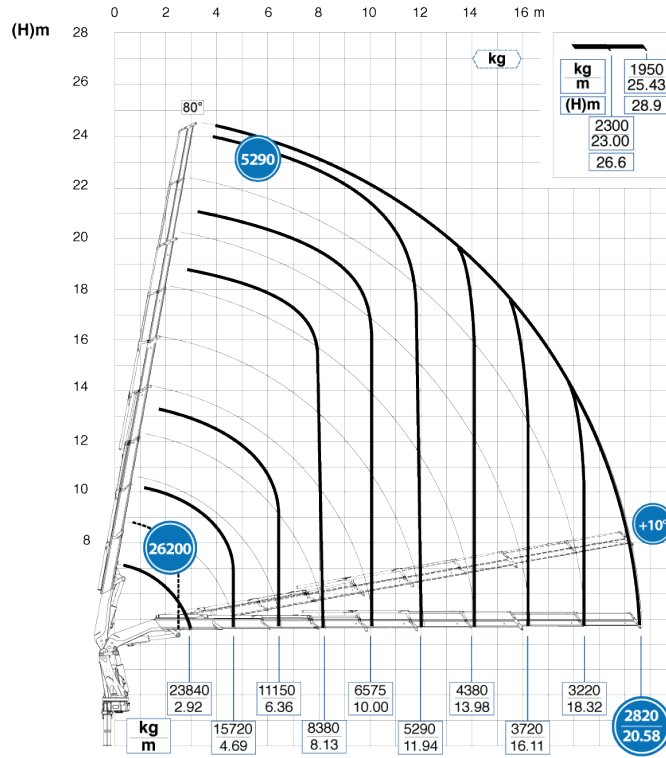 0 2 4 6 8 10 12 14 16 m
(H)m
28
26
24
22
20
18
16
14
12
10
8
80°
kg
kg 1950
m 25.43
(H)m 28.9
2300
23.00
26.6
5290
26200
+10°
23840 11150 6575 4380 3220
2.92 6.36 10.00 13.98 18.32
kg 15720 8380 5290 3720 2820
m 4.69 8.13 11.94 16.11 20.58